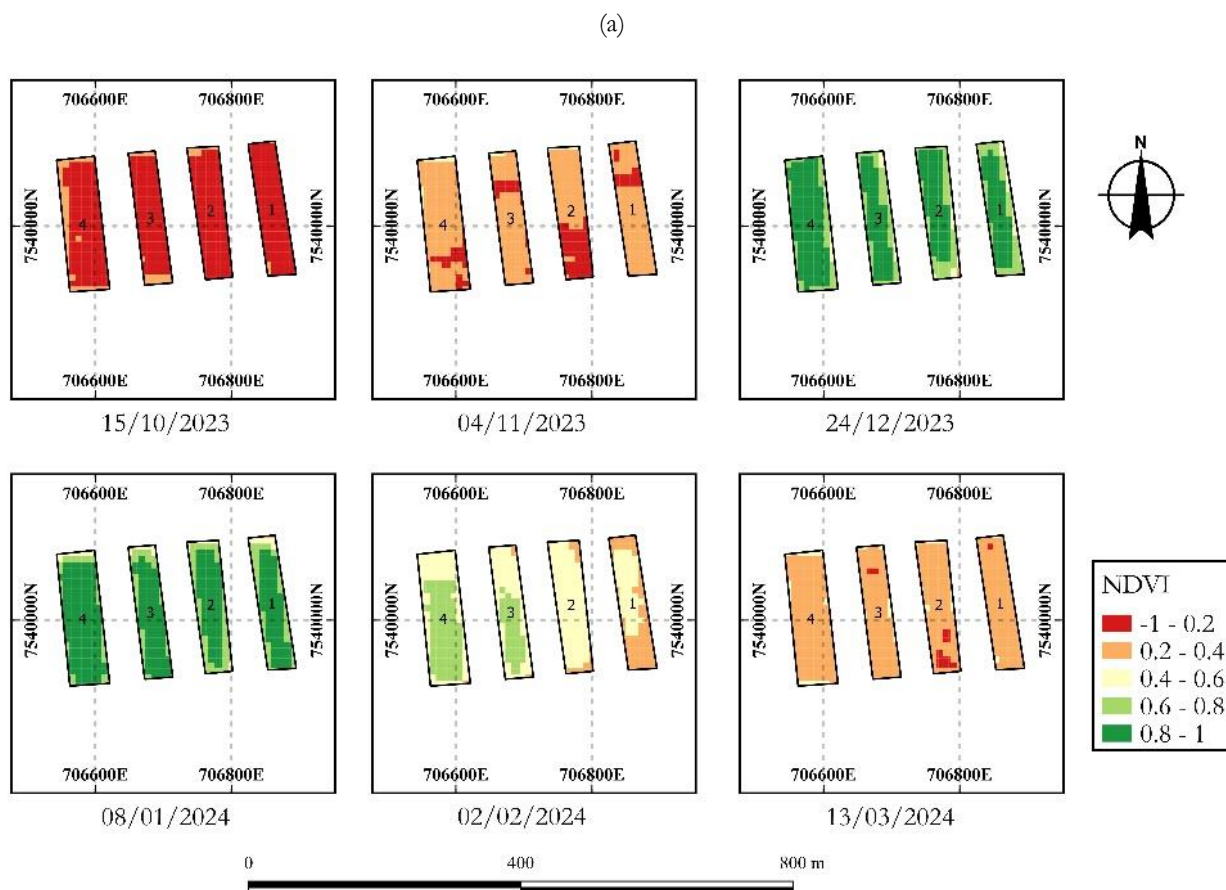 (a)
706600E 706800E
4 3 2 1
7540000N 7540000N
706600E 706800E
15/10/2023
706600E 706800E
4 3 2 1
7540000N 7540000N
706600E 706800E
04/11/2023
706600E 706800E
4 3 2 1
7540000N 7540000N
706600E 706800E
24/12/2023
N
706600E 706800E
4 3 2 1
7540000N 7540000N
706600E 706800E
08/01/2024
706600E 706800E
4 3 2 1
7540000N 7540000N
706600E 706800E
02/02/2024
706600E 706800E
4 3 2 1
7540000N 7540000N
706600E 706800E
13/03/2024
NDVI
-1 - 0.2
0.2 - 0.4
0.4 - 0.6
0.6 - 0.8
0.8 - 1
0 400 800 m